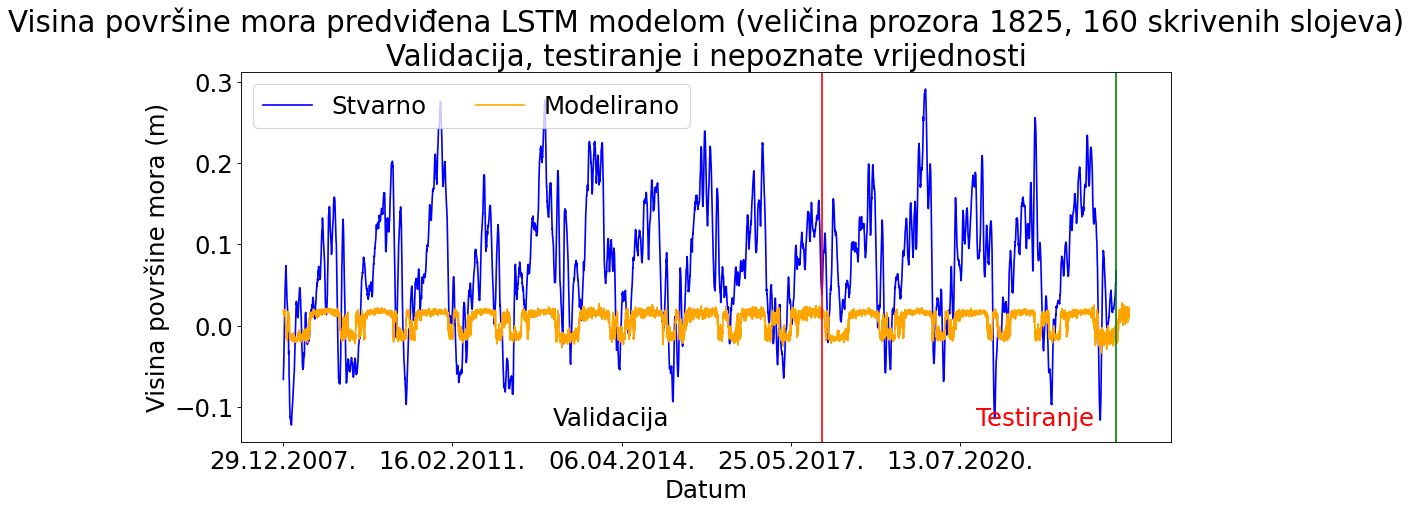 Visina površine mora predviđena LSTM modelom (veličina prozora 1825, 160 skrivenih slojeva)
Validacija, testiranje i nepoznate vrijednosti
Stvarno
Modelirano
Visina površine mora (m)
0.3
0.2
0.1
0.0
−0.1
Validacija
Testiranje
29.12.2007.
16.02.2011.
06.04.2014.
25.05.2017.
13.07.2020.
Datum